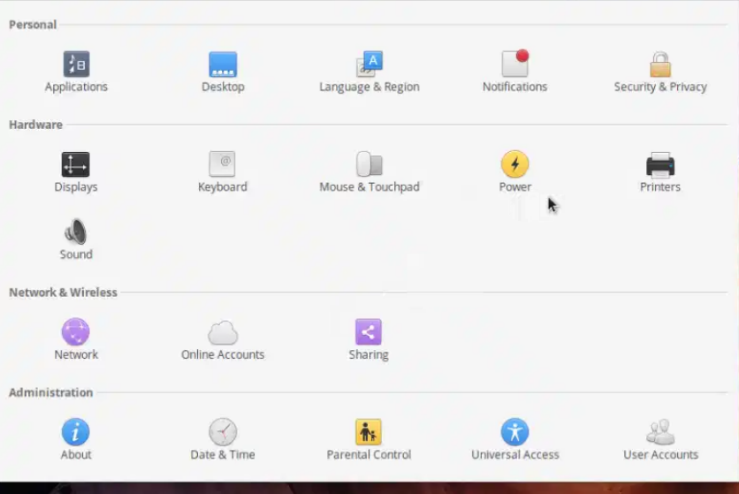 Personal
Applications Desktop Language & Region Notifications Security & Privacy
Hardware
Displays Keyboard Mouse & Touchpad Power Printers
Sound
Network & Wireless
Network Online Accounts Sharing
Administration
About Date & Time Parental Control Universal Access User Accounts